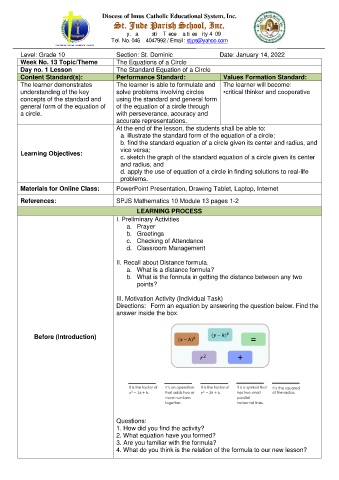 Diocese of Imus Catholic Educational System, Inc.
St. Jude Parish School, Inc.
Tel. No. 046 4047992 / Email: stjps@yahoo.com
Level: Grade 10 Section: St. Dominic Date: January 14, 2022
Week No. 13 Topic/Theme The Equations of a Circle
Day no. 1 Lesson The Standard Equation of a Circle
Content Standard(s): Performance Standard: Values Formation Standard:
The learner demonstrates understanding of the key concepts of the standard and general form of the equation of a circle.
The learner is able to formulate and solve problems involving circles using the standard and general form of the equation of a circle through with perseverance, accuracy and accurate representations.
The learner will become:
•critical thinker and cooperative
Learning Objectives:
At the end of the lesson, the students shall be able to:
a. illustrate the standard form of the equation of a circle;
b. find the standard equation of a circle given its center and radius, and vice versa;
c. sketch the graph of the standard equation of a circle given its center and radius; and
d. apply the use of equation of a circle in finding solutions to real-life problems.
Materials for Online Class: PowerPoint Presentation, Drawing Tablet, Laptop, Internet
References: SPJS Mathematics 10 Module 13 pages 1-2
LEARNING PROCESS
Before (Introduction)
I. Preliminary Activities
a. Prayer
b. Greetings
c. Checking of Attendance
d. Classroom Management
II. Recall about Distance formula.
a. What is a distance formula?
b. What is the formula in getting the distance between any two points?
III. Motivation Activity (Individual Task)
Directions: Form an equation by answering the question below. Find the answer inside the box.
(x − h)² (y − k)² =
r² +
It is the factor of
It's an operation that adds two or more numbers together.
It is the factor of
It is a symbol that has two small parallel horizontal lines.
It is the squared of the radius.
Questions:
1. How did you find the activity?
2. What equation have you formed?
3. Are you familiar with the formula?
4. What do you think is the relation of the formula to our new lesson?